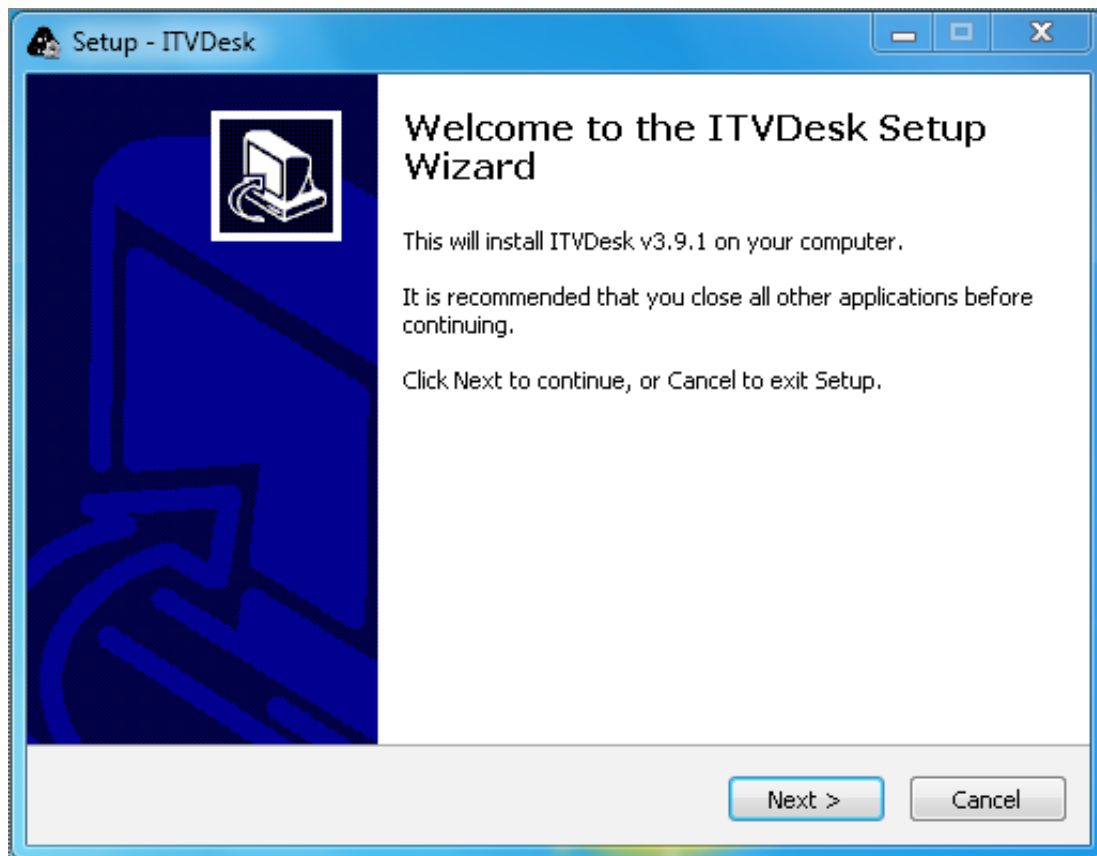 Setup - ITVDesk
Welcome to the ITVDesk Setup
Wizard
This will install ITVDesk v3.9.1 on your computer.
It is recommended that you close all other applications before
continuing.
Click Next to continue, or Cancel to exit Setup.
Next >
Cancel